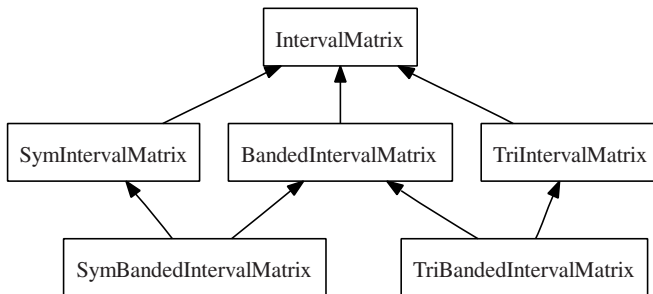 IntervalMatrix
SymIntervalMatrix
BandedIntervalMatrix
TriIntervalMatrix
SymBandedIntervalMatrix
TriBandedIntervalMatrix